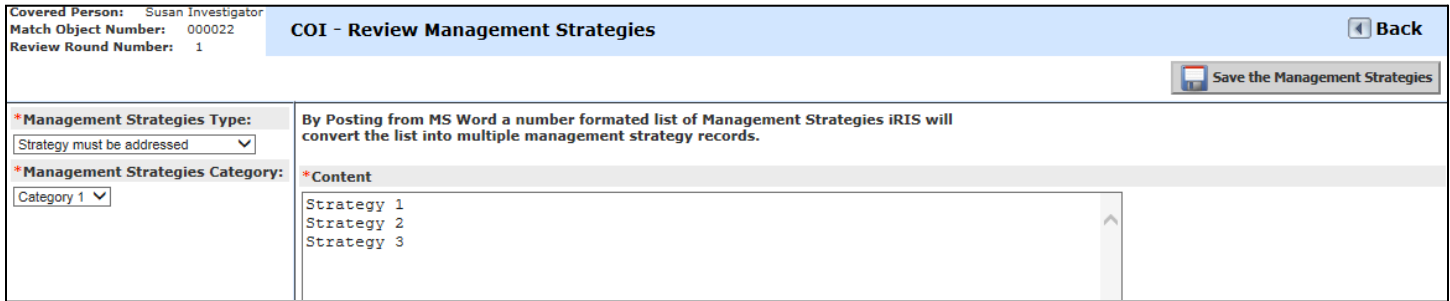 Covered Person: Susan Investigator
Match Object Number: 000022
Review Round Number: 1
COI - Review Management Strategies
Back
Save the Management Strategies
*Management Strategies Type:
Strategy must be addressed
*Management Strategies Category:
Category 1
By Posting from MS Word a number formated list of Management Strategies iRIS will
convert the list into multiple management strategy records.
*Content
Strategy 1
Strategy 2
Strategy 3